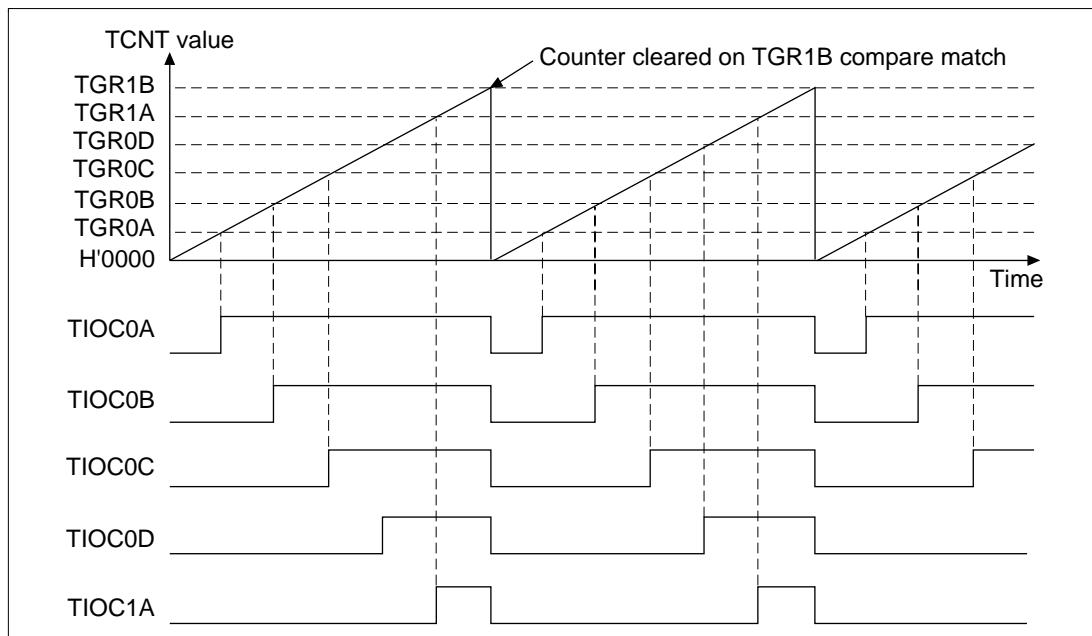 TCNT value
Counter cleared on TGR1B compare match
TGR1B
TGR1A
TGR0D
TGR0C
TGR0B
TGR0A
H'0000
Time
TIOC0A
TIOC0B
TIOC0C
TIOC0D
TIOC1A